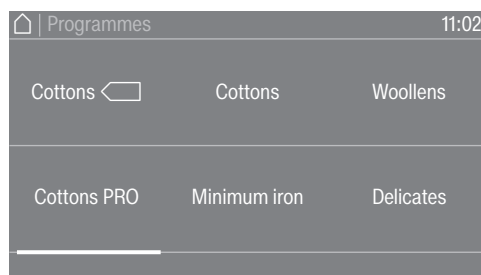 | Programmes 11:02
Cottons Cottons Woollens
Cottons PRO Minimum iron Delicates